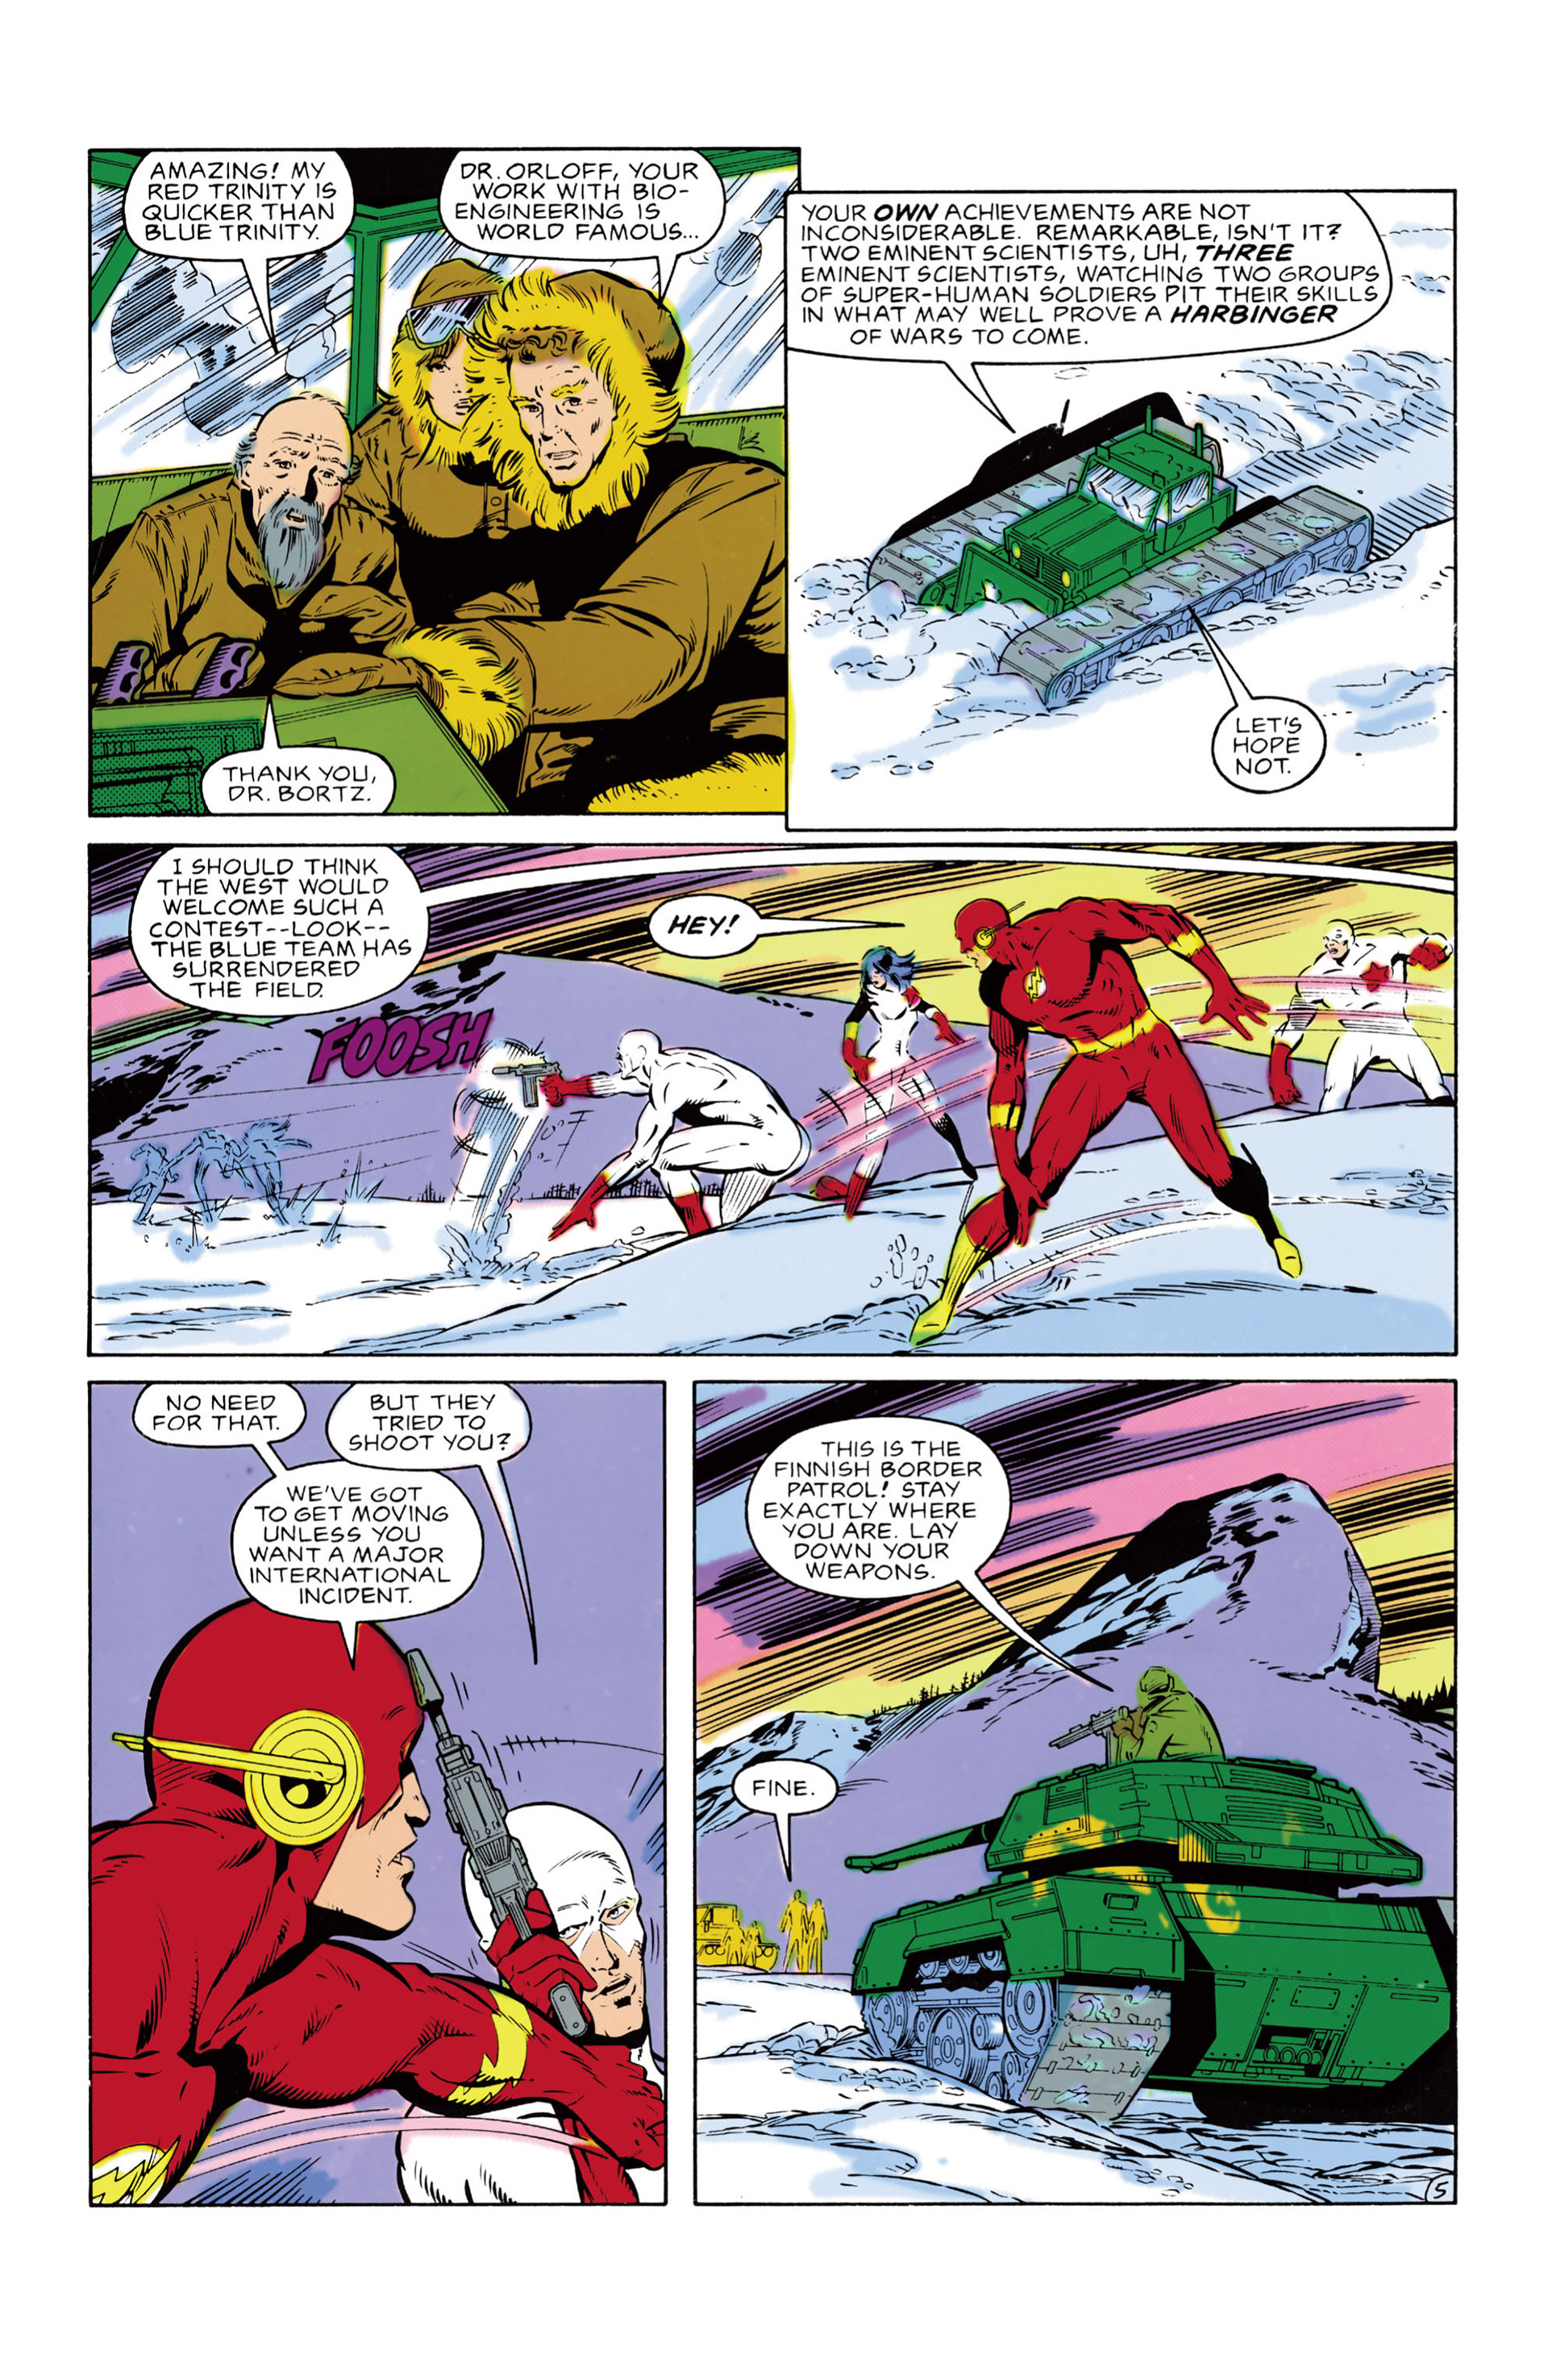 AMAZING! MY
RED TRINITY IS
QUICKER THAN
BLUE TRINITY.
DR. ORLOFF, YOUR
WORK WITH BIO-
ENGINEERING IS
WORLD FAMOUS...
THANK YOU,
DR. BORTZ.
YOUR OWN ACHIEVEMENTS ARE NOT
INCONSIDERABLE. REMARKABLE, ISN'T IT?
TWO EMINENT SCIENTISTS, UH, THREE
EMINENT SCIENTISTS, WATCHING TWO GROUPS
OF SUPER-HUMAN SOLDIERS PIT THEIR SKILLS
IN WHAT MAY WELL PROVE A HARBINGER
OF WARS TO COME.
LET'S
HOPE
NOT.
I SHOULD THINK
THE WEST WOULD
WELCOME SUCH A
CONTEST--LOOK--
THE BLUE TEAM HAS
SURRENDERED
THE FIELD.
FOOSH
HEY!
NO NEED
FOR THAT.
WE'VE GOT
TO GET MOVING
UNLESS YOU
WANT A MAJOR
INTERNATIONAL
INCIDENT.
BUT THEY
TRIED TO
SHOOT YOU?
THIS IS THE
FINNISH BORDER
PATROL! STAY
EXACTLY WHERE
YOU ARE. LAY
DOWN YOUR
WEAPONS.
FINE.
5